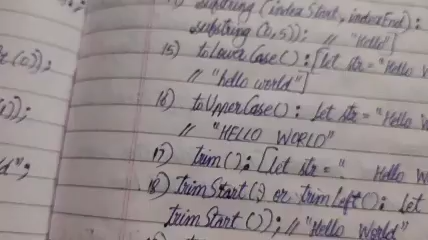 substring (indexStart, indexEnd):
substring (0,5)); // "Hello"]
15) toLowerCase(): [let str = "Hello W
// "hello world"]
16) toUpperCase(): let str = "Hello W
// "HELLO WORLD"
17) trim(): [let str = " Hello W
18) trimStart() or trimLeft(): let
trimStart()); // "Hello World"
(0));
));
d";